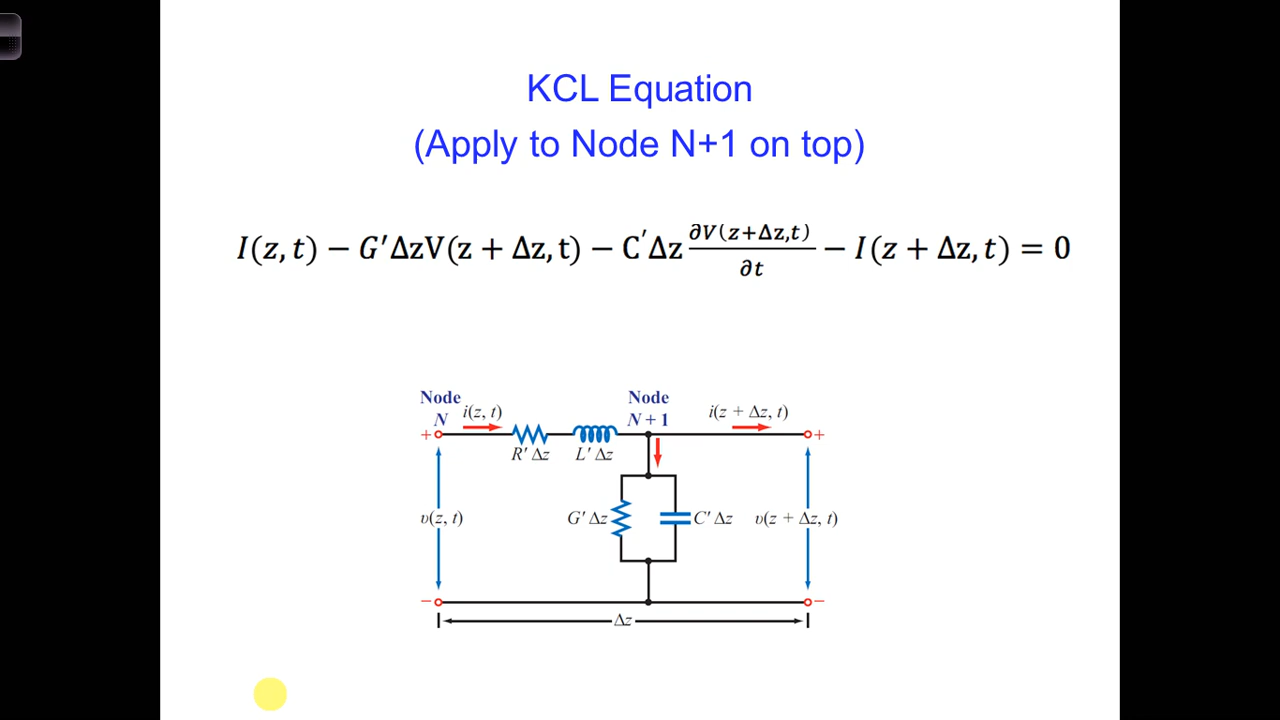 KCL Equation
(Apply to Node N+1 on top)
I(z, t) − G′ΔzV(z + Δz, t) − C′Δz ∂V(z+Δz,t)/∂t − I(z + Δz, t) = 0
Node
N
i(z, t)
Node
N + 1
i(z + Δz, t)
+
+
R′ Δz
L′ Δz
υ(z, t)
G′ Δz
C′ Δz
υ(z + Δz, t)
−
−
Δz